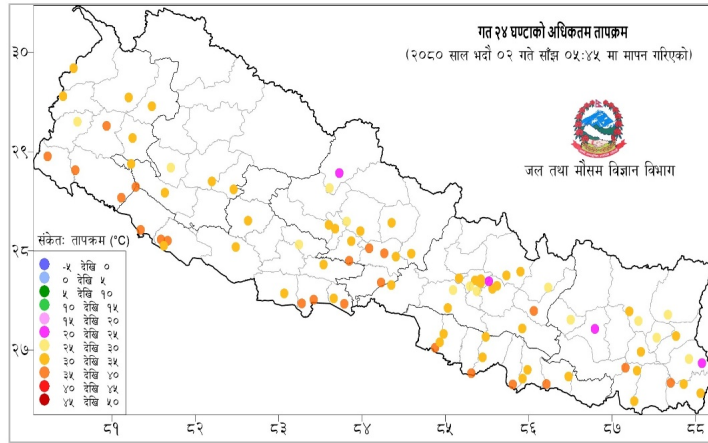 गत २४ घण्टाको अधिकतम तापक्रम
(२०८० साल भदौ ०२ गते साँझ ०५:४५ मा मापन गरिएको)
जल तथा मौसम विज्ञान विभाग
३०
२९
२८
२७
संकेतः तापक्रम (°C)
-५ देखि ०
० देखि ५
५ देखि १०
१० देखि १५
१५ देखि २०
२० देखि २५
२५ देखि ३०
३० देखि ३५
३५ देखि ४०
४० देखि ४५
४५ देखि ५०
८१ ८२ ८३ ८४ ८५ ८६ ८७ ८८